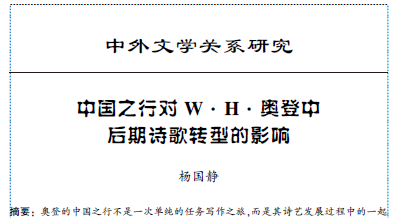 中外文学关系研究
中国之行对 W·H·奥登中
后期诗歌转型的影响
杨国静
摘要：奥登的中国之行不是一次单纯的任务写作之旅,而是其诗艺发展过程中的一起